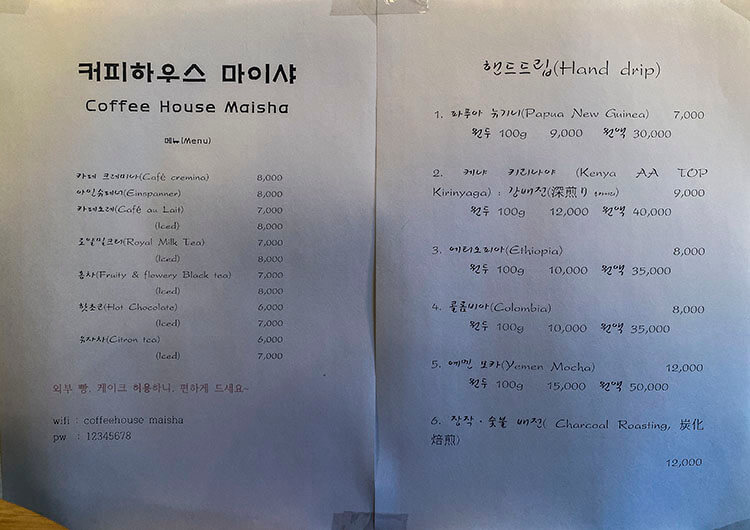 커피하우스 마이샤
Coffee House Maisha
메뉴(Menu)
카페 크레미나(Café cremina) 8,000
아인슈페너(Einspanner) 8,000
카페오레(Café au Lait) 7,000
(Iced) 8,000
로얄밀크티(Royal Milk Tea) 7,000
(Iced) 8,000
홍차(Fruity & flowery Black tea) 7,000
(Iced) 8,000
핫초코(Hot Chocolate) 6,000
(Iced) 7,000
유자차(Citron tea) 6,000
(Iced) 7,000
외부 빵, 케이크 허용하니, 편하게 드세요~
wifi : coffeehouse maisha
pw : 12345678
핸드드립(Hand drip)
1. 파푸아 뉴기니(Papua New Guinea) 7,000
원두 100g 9,000 원액 30,000
2. 케냐 키리냐야 (Kenya AA TOP
Kirinyaga) : 강배전(深煎り) 9,000
원두 100g 12,000 원액 40,000
3. 에티오피아(Ethiopia) 8,000
원두 100g 10,000 원액 35,000
4. 콜롬비아(Colombia) 8,000
원두 100g 10,000 원액 35,000
5. 예멘 모카(Yemen Mocha) 12,000
원두 100g 15,000 원액 50,000
6. 장작·숯불 배전( Charcoal Roasting, 炭化
焙煎)
12,000